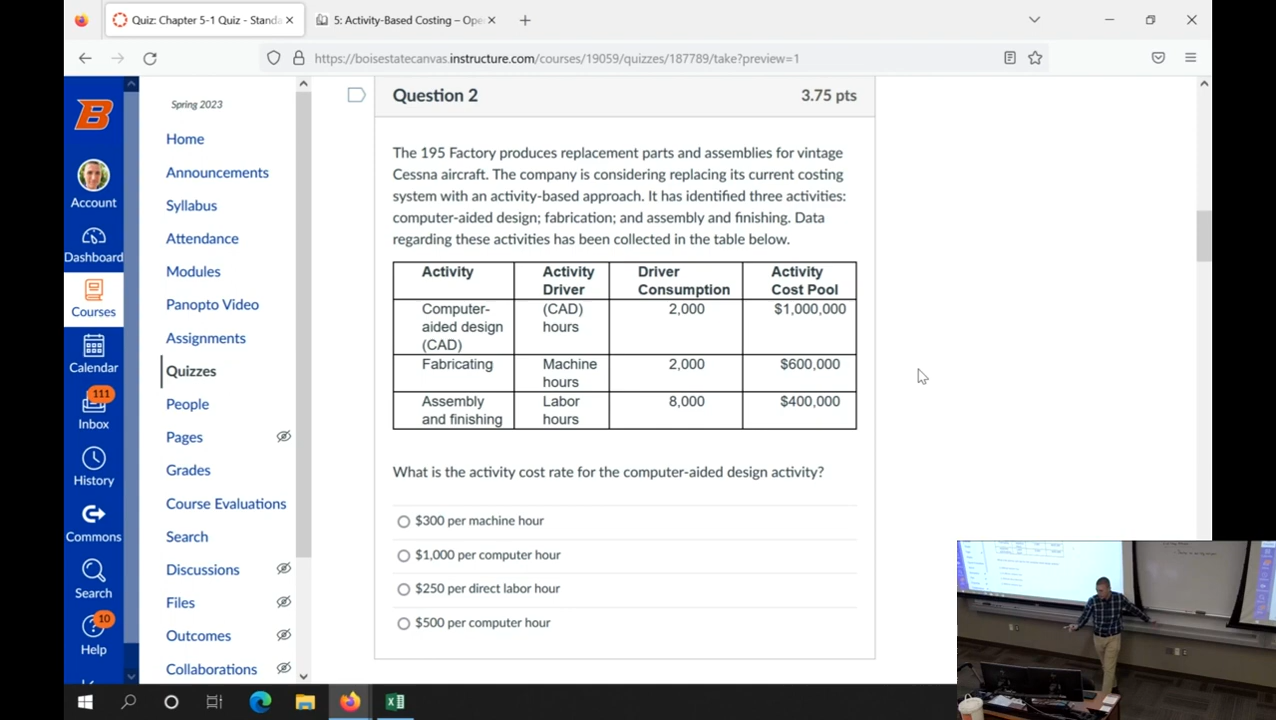 Quiz: Chapter 5-1 Quiz - Standa
5: Activity-Based Costing – Ope
https://boisestatecanvas.instructure.com/courses/19059/quizzes/187789/take?preview=1
B
Account
Dashboard
Courses
Calendar
111
Inbox
History
Commons
Search
10
Help
Spring 2023
Home
Announcements
Syllabus
Attendance
Modules
Panopto Video
Assignments
Quizzes
People
Pages
Grades
Course Evaluations
Search
Discussions
Files
Outcomes
Collaborations
Question 2
3.75 pts
The 195 Factory produces replacement parts and assemblies for vintage
Cessna aircraft. The company is considering replacing its current costing
system with an activity-based approach. It has identified three activities:
computer-aided design; fabrication; and assembly and finishing. Data
regarding these activities has been collected in the table below.
Activity
Activity
Driver
Driver
Consumption
Activity
Cost Pool
Computer-
aided design
(CAD)
(CAD)
hours
2,000
$1,000,000
Fabricating
Machine
hours
2,000
$600,000
Assembly
and finishing
Labor
hours
8,000
$400,000
What is the activity cost rate for the computer-aided design activity?
$300 per machine hour
$1,000 per computer hour
$250 per direct labor hour
$500 per computer hour